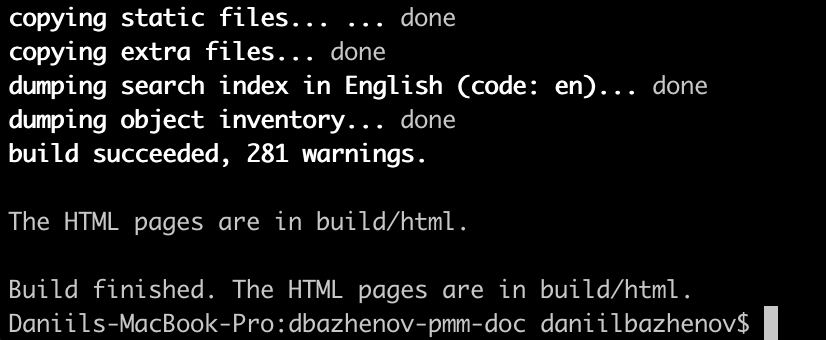 copying static files... ... done
copying extra files... done
dumping search index in English (code: en)... done
dumping object inventory... done
build succeeded, 281 warnings.
The HTML pages are in build/html.
Build finished. The HTML pages are in build/html.
Daniils-MacBook-Pro:dbazhenov-pmm-doc daniilbazhenov$